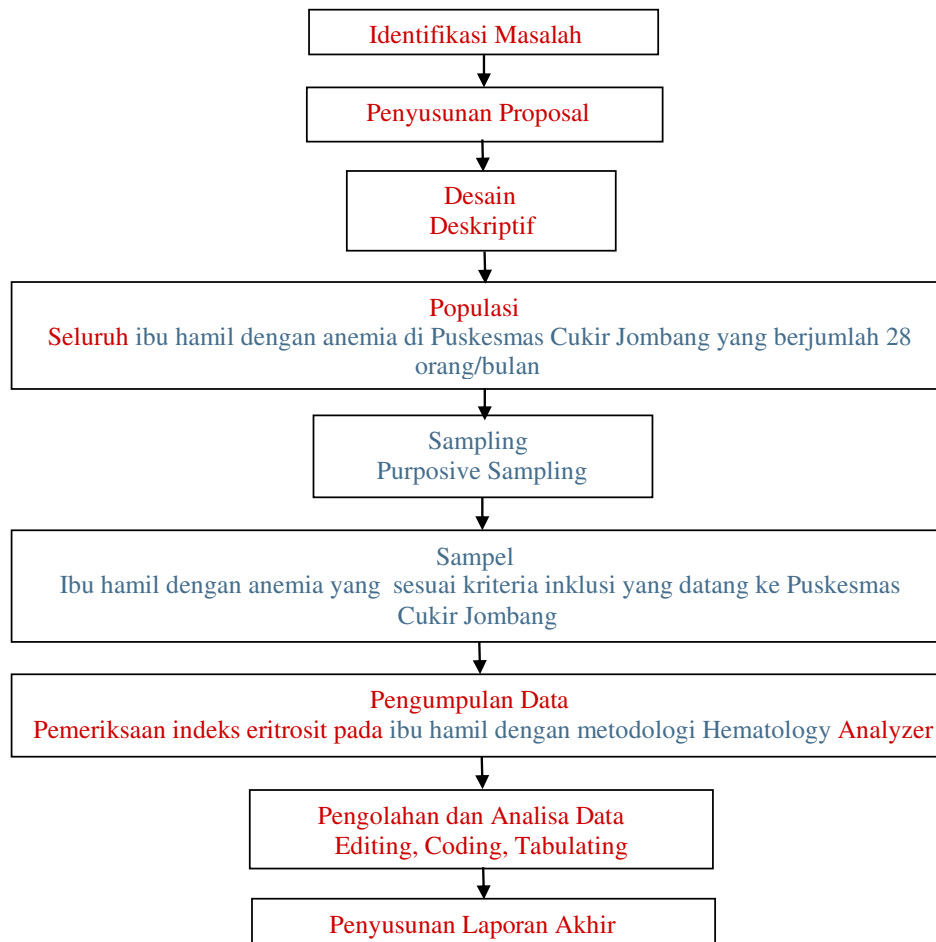 Identifikasi Masalah
Penyusunan Proposal
Desain
Deskriptif
Populasi
Seluruh ibu hamil dengan anemia di Puskesmas Cukir Jombang yang berjumlah 28
orang/bulan
Sampling
Purposive Sampling
Sampel
Ibu hamil dengan anemia yang sesuai kriteria inklusi yang datang ke Puskesmas
Cukir Jombang
Pengumpulan Data
Pemeriksaan indeks eritrosit pada ibu hamil dengan metodologi Hematology Analyzer
Pengolahan dan Analisa Data
Editing, Coding, Tabulating
Penyusunan Laporan Akhir